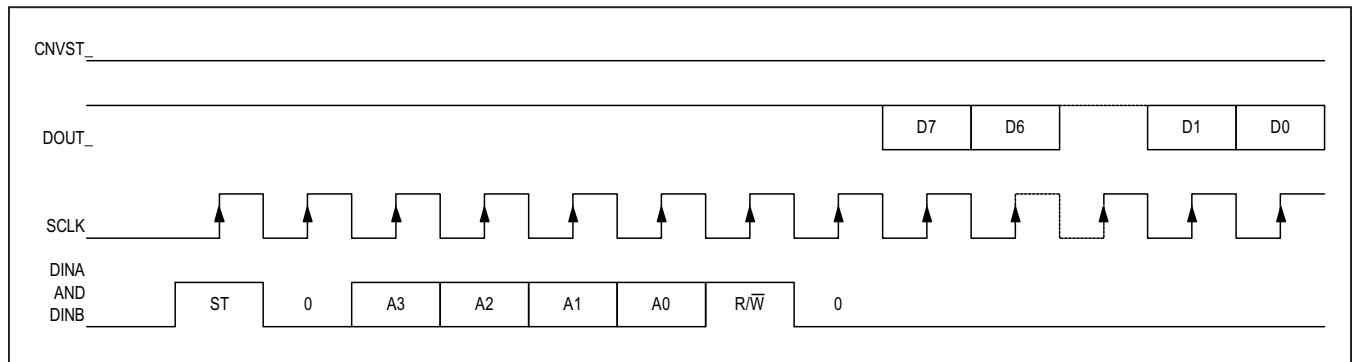 CNVST_
DOUT_ D7 D6 D1 D0
SCLK
DINA
AND
DINB
ST 0 A3 A2 A1 A0 R/W̅ 0